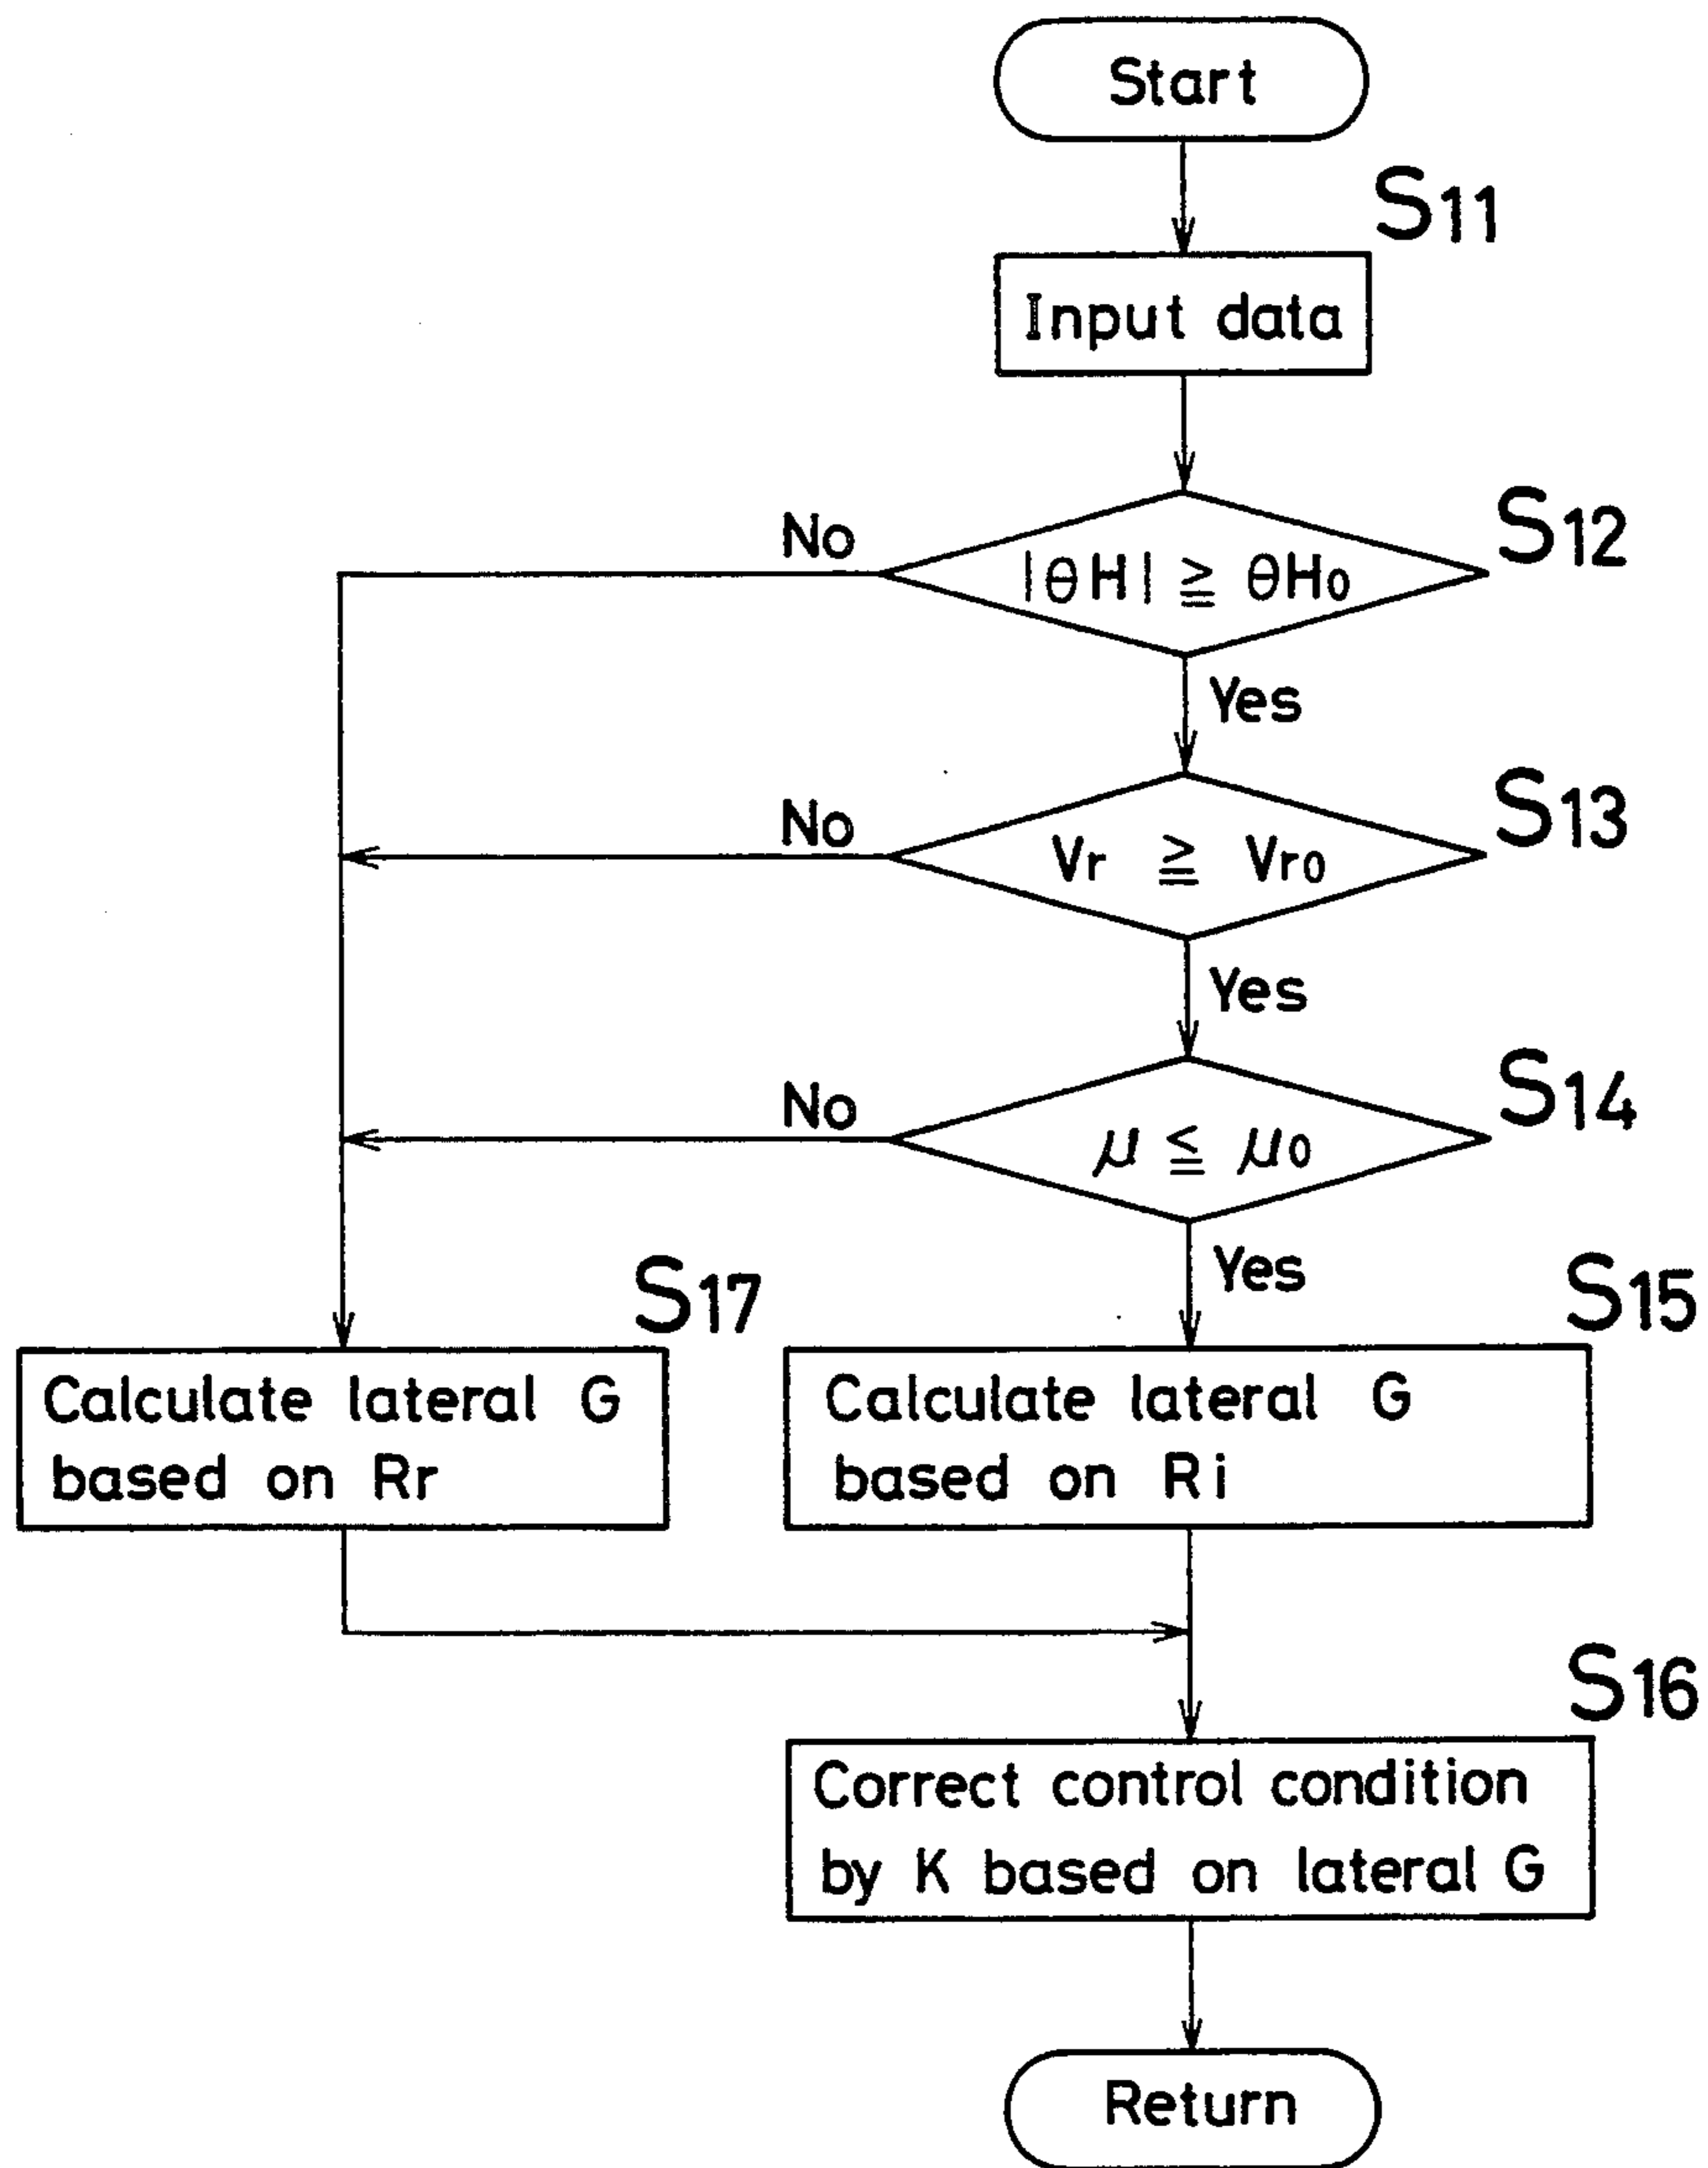 Start
S11
Input data
S12
No
|θH| ≧ θH0
Yes
S13
No
Vr ≧ Vr0
Yes
S14
No
μ ≦ μ0
Yes
S17
S15
Calculate lateral G
based on Rr
Calculate lateral G
based on Ri
S16
Correct control condition
by K based on lateral G
Return